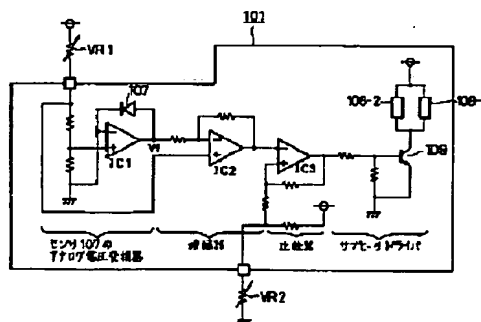 101
VR1
107
106-2
108
V1
IC1
IC2
IC3
109
センサ107の
アナログ電圧変換器
増幅器
比較器
サブヒータドライバ
VR2